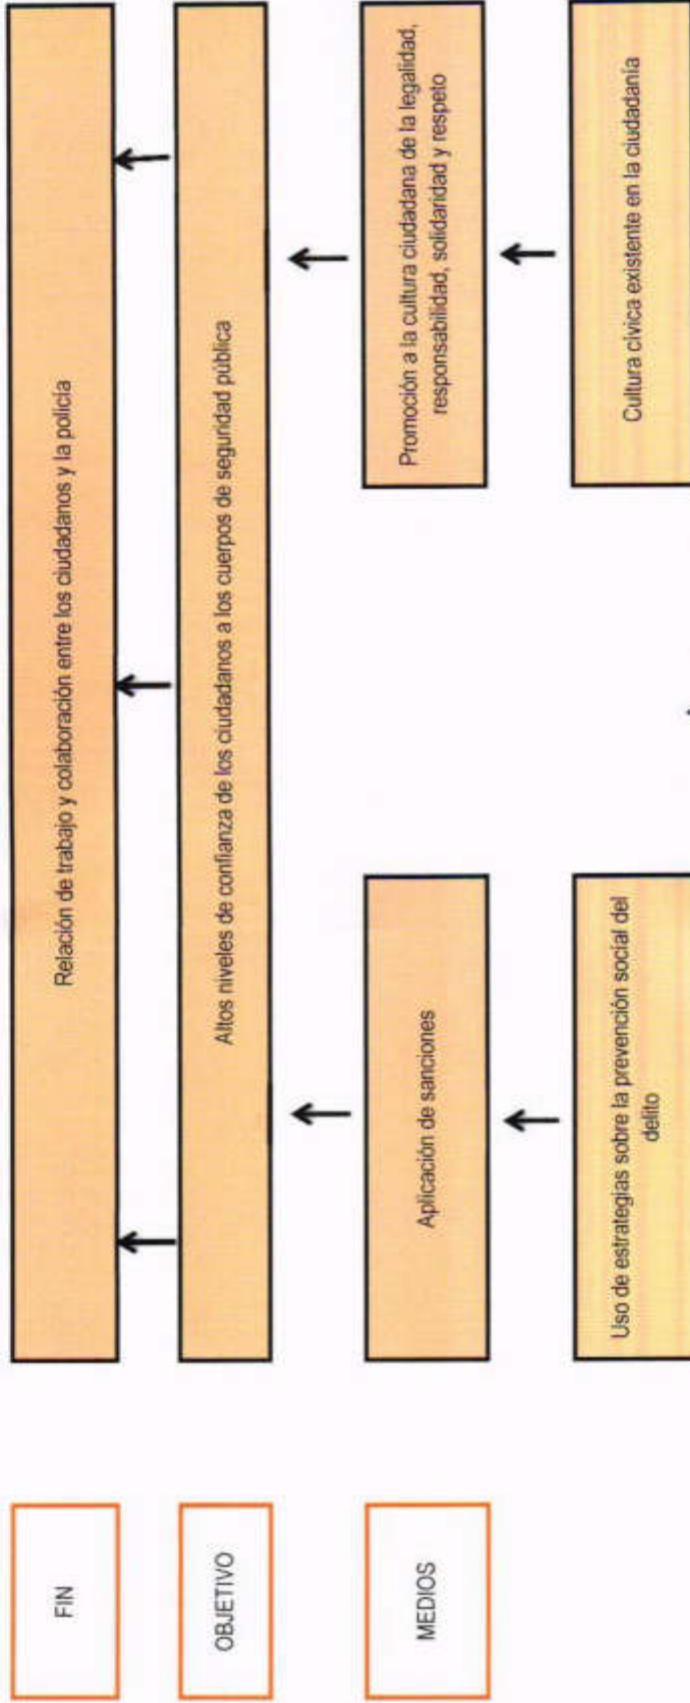 FIN
Relación de trabajo y colaboración entre los ciudadanos y la policía
OBJETIVO
Altos niveles de confianza de los ciudadanos a los cuerpos de seguridad pública
MEDIOS
Aplicación de sanciones
Promoción a la cultura ciudadana de la legalidad,
responsabilidad, solidaridad y respeto
Uso de estrategias sobre la prevención social del
delito
Cultura cívica existente en la ciudadanía